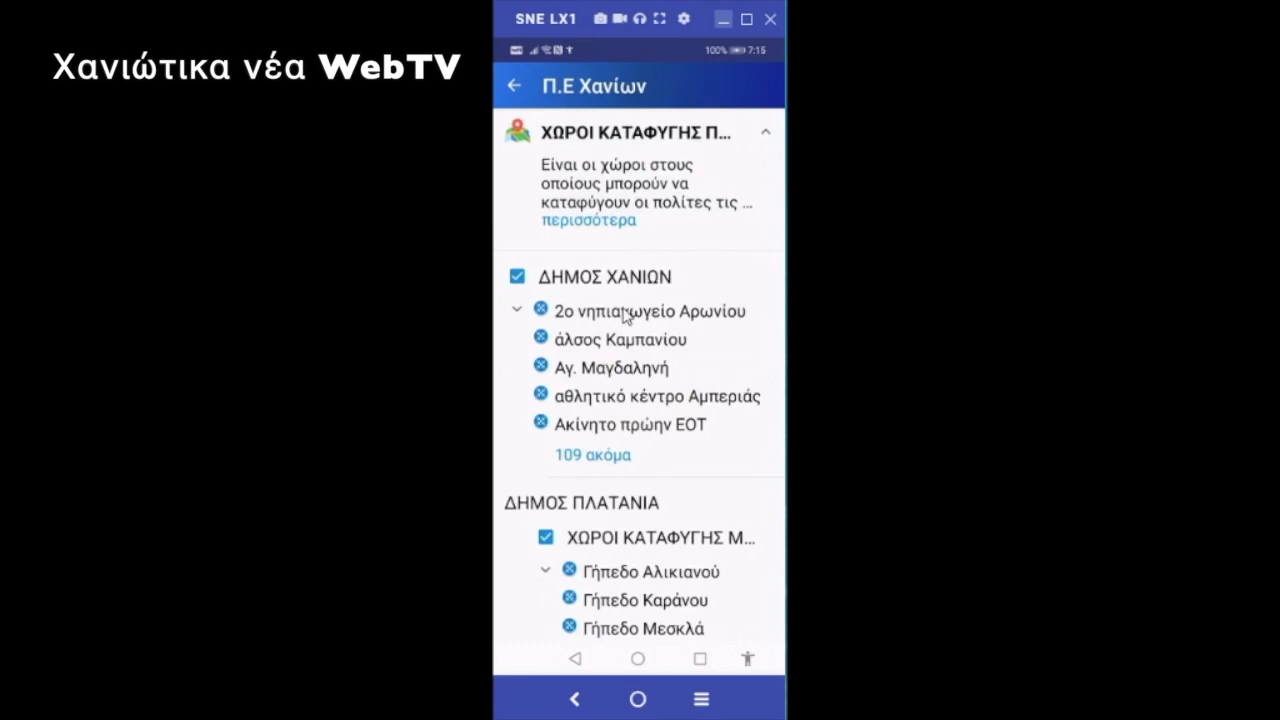 SNE LX1
Χανιώτικα νέα WebTV
100% 7:15
Π.Ε Χανίων
ΧΩΡΟΙ ΚΑΤΑΦΥΓΗΣ Π...
Είναι οι χώροι στους
οποίους μπορούν να
καταφύγουν οι πολίτες τις ...
περισσότερα
ΔΗΜΟΣ ΧΑΝΙΩΝ
2ο νηπιαγωγείο Αρωνίου
άλσος Καμπανίου
Αγ. Μαγδαληνή
αθλητικό κέντρο Αμπεριάς
Ακίνητο πρώην ΕΟΤ
109 ακόμα
ΔΗΜΟΣ ΠΛΑΤΑΝΙΑ
ΧΩΡΟΙ ΚΑΤΑΦΥΓΗΣ Μ...
Γήπεδο Αλικιανού
Γήπεδο Καράνου
Γήπεδο Μεσκλά